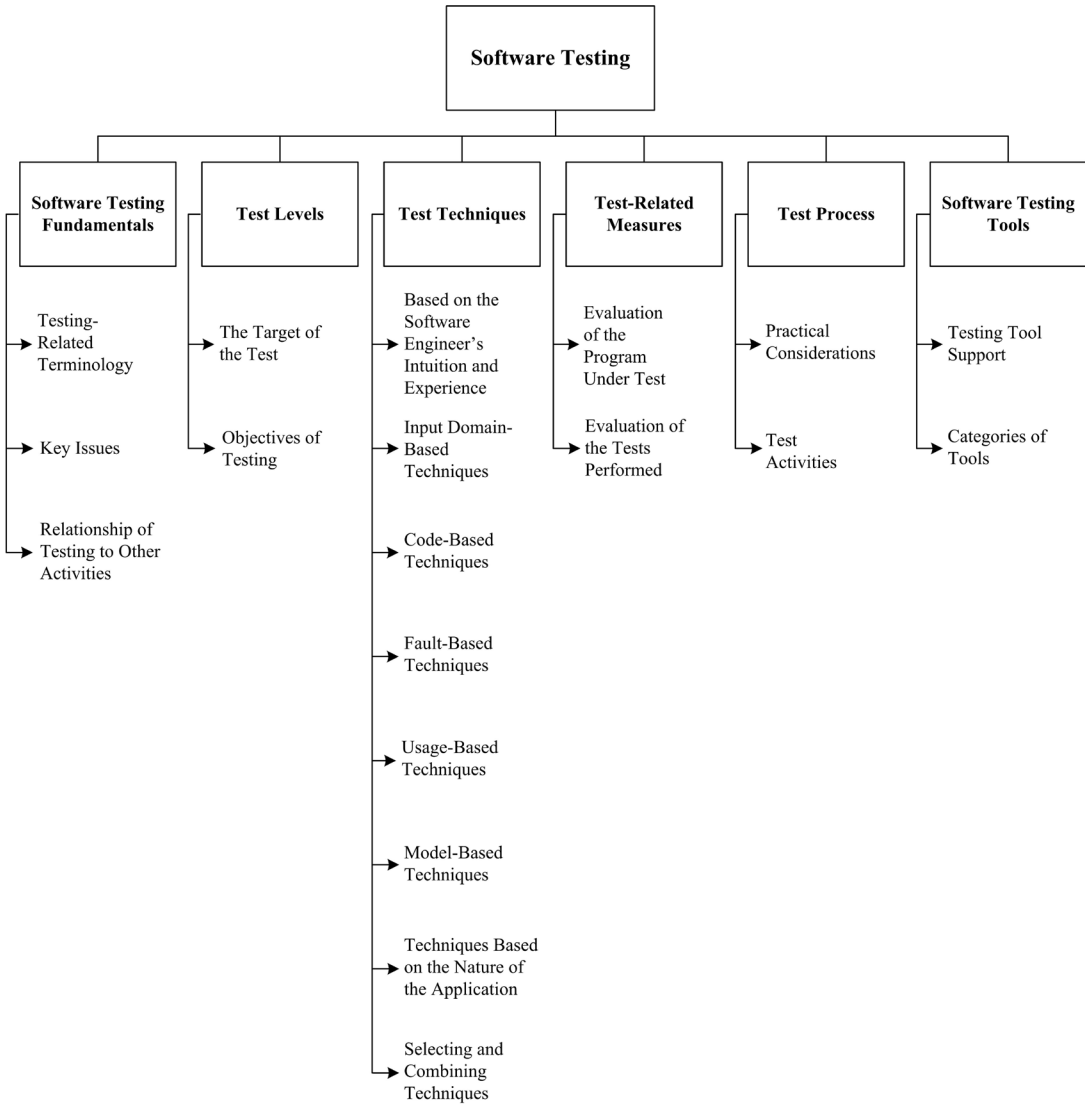 Software Testing
Software Testing
Fundamentals
Test Levels
Test Techniques
Test-Related
Measures
Test Process
Software Testing
Tools
Testing-
Related
Terminology
Key Issues
Relationship of
Testing to Other
Activities
The Target of
the Test
Objectives of
Testing
Based on the
Software
Engineer’s
Intuition and
Experience
Input Domain-
Based
Techniques
Code-Based
Techniques
Fault-Based
Techniques
Usage-Based
Techniques
Model-Based
Techniques
Techniques Based
on the Nature of
the Application
Selecting and
Combining
Techniques
Evaluation
of the
Program
Under Test
Evaluation of
the Tests
Performed
Practical
Considerations
Test
Activities
Testing Tool
Support
Categories of
Tools